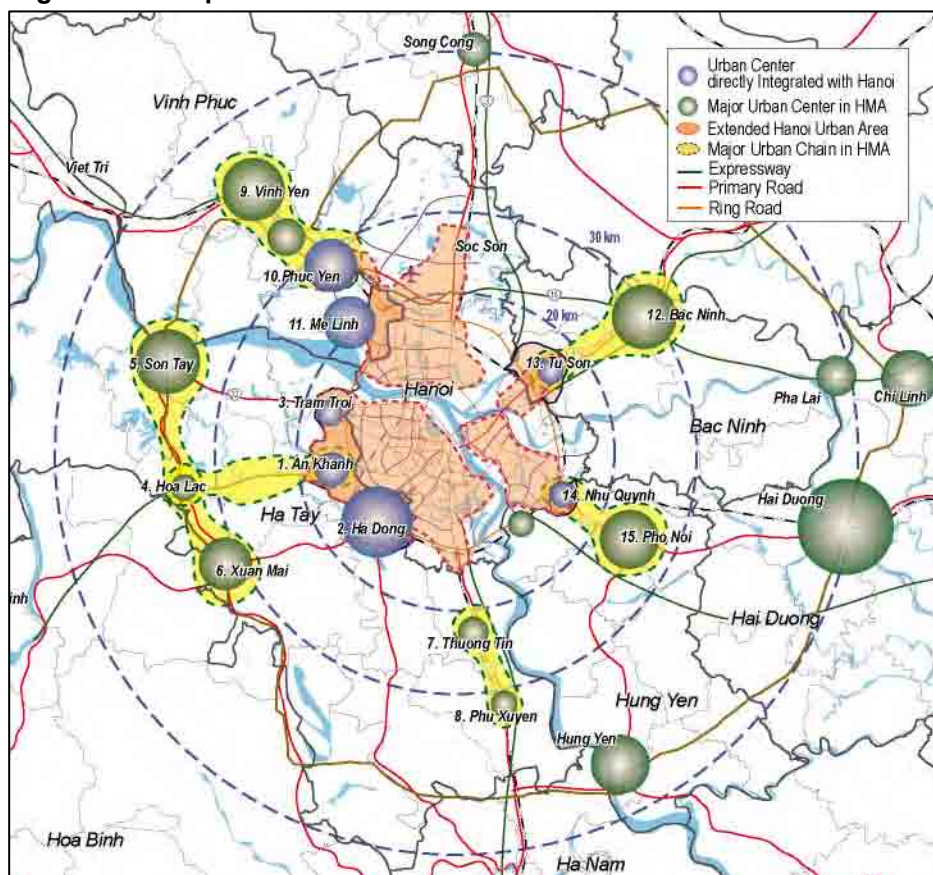 Song Cong
Urban Center
directly Integrated with Hanoi
Major Urban Center in HMA
Extended Hanoi Urban Area
Major Urban Chain in HMA
Expressway
Primary Road
Ring Road
Vinh Phuc
Viet Tri
9. Vinh Yen
Soc Son
30 km
10.Phuc Yen
20 km
11. Me Linh
12. Bac Ninh
5. Son Tay
13. Tu Son
Hanoi
Pha Lai
Chi Linh
3. Tram Troi
Bac Ninh
1. An Khanh
4. Hoa Lac
14. Nhu Quynh
Hai Duong
Ha Tay
2. Ha Dong
15. Pho Noi
6. Xuan Mai
Hai Duong
7. Thuong Tin
Hung Yen
8. Phu Xuyen
Hung Yen
Hoa Binh
Ha Nam